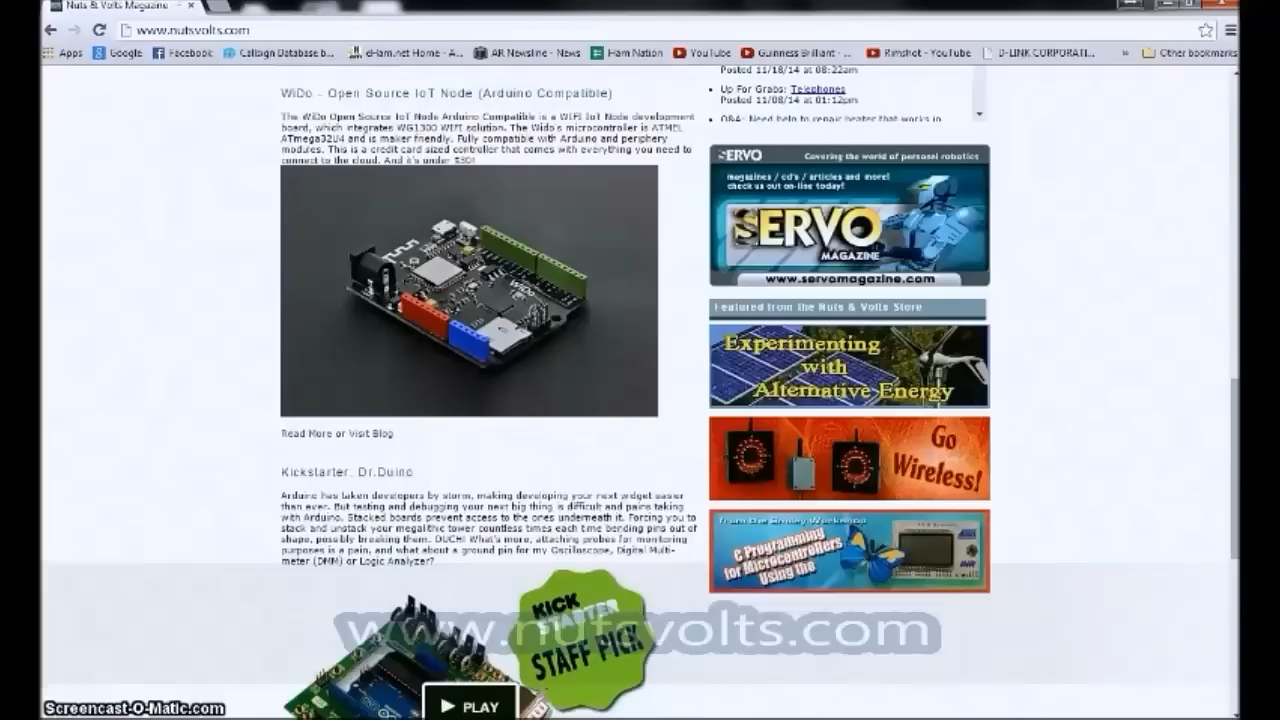 Nuts & Volts Magazine
www.nutsvolts.com
Apps Google Facebook Callsign Database b... eHam.net Home - A... AR Newsline - News Ham Nation YouTube Guinness Brilliant - ... Rimshot - YouTube D-LINK CORPORATI... » Other bookmarks
WiDo - Open Source IoT Node (Arduino Compatible)
The WiDo Open Source IoT Node Arduino Compatible is a WIFI IoT Node development
board, which integrates WG1300 WIFI solution. The Wido's microcontroller is ATMEL
ATmega32U4 and is maker friendly. Fully compatible with Arduino and periphery
modules. This is a credit card sized controller that comes with everything you need to
connect to the cloud. And it's under $30!
Read More or Visit Blog
Kickstarter: Dr.Duino
Arduino has taken developers by storm, making developing your next widget easier
than ever. But testing and debugging your next big thing is difficult and pains taking
with Arduino. Stacked boards prevent access to the ones underneath it. Forcing you to
stack and unstack your megalithic tower countless times each time bending pins out of
shape, possibly breaking them. OUCH! What's more, attaching probes for monitoring
purposes is a pain, and what about a ground pin for my Oscilloscope, Digital Multi-
meter (DMM) or Logic Analyzer?
KICK
STARTER
STAFF PICK
PLAY
Posted 11/18/14 at 08:22am
Up For Grabs: Telephones
Posted 11/08/14 at 01:12pm
Q&A: Need help to repair heater that works in
SERVO Covering the world of personal robotics
magazines / cd's / articles and more!
check us out on-line today!
SERVO
MAGAZINE
www.servomagazine.com
Featured from the Nuts & Volts Store
Experimenting
with
Alternative Energy
Go
Wireless!
from the Smiley Workshop
C Programming
for Microcontrollers
Using the
www.nutsvolts.com
Screencast-O-Matic.com